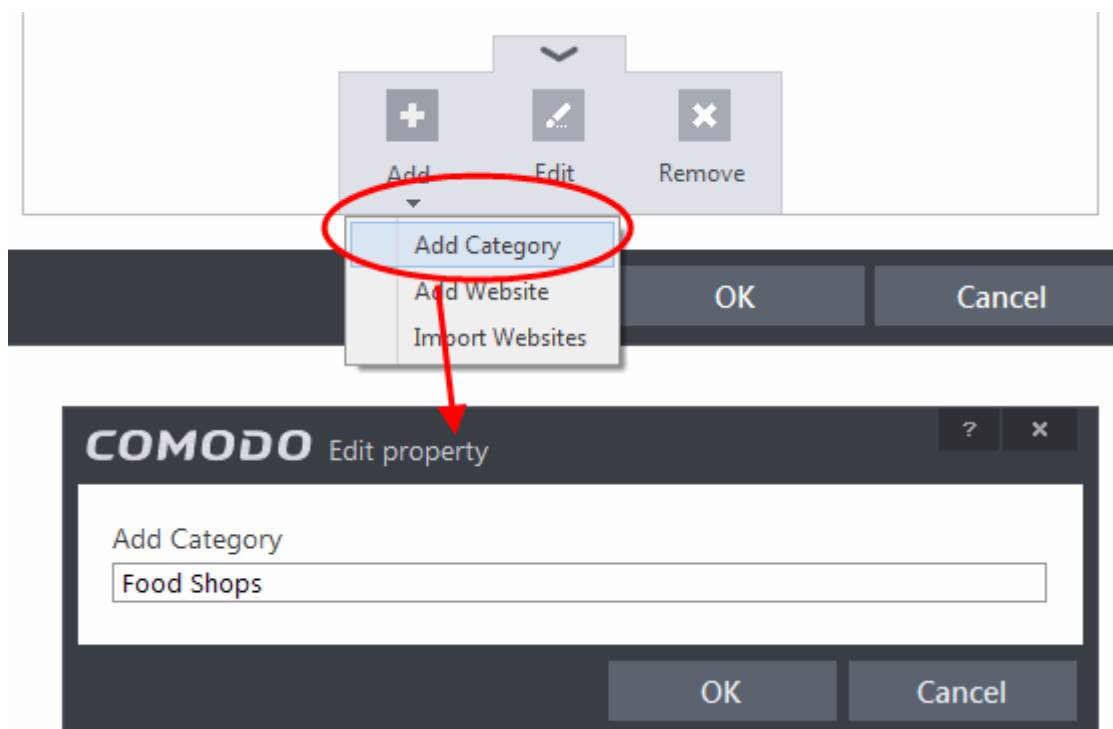 Add Edit Remove
Add Category
Add Website
Import Websites
OK Cancel
COMODO Edit property ?
Add Category
Food Shops
OK Cancel